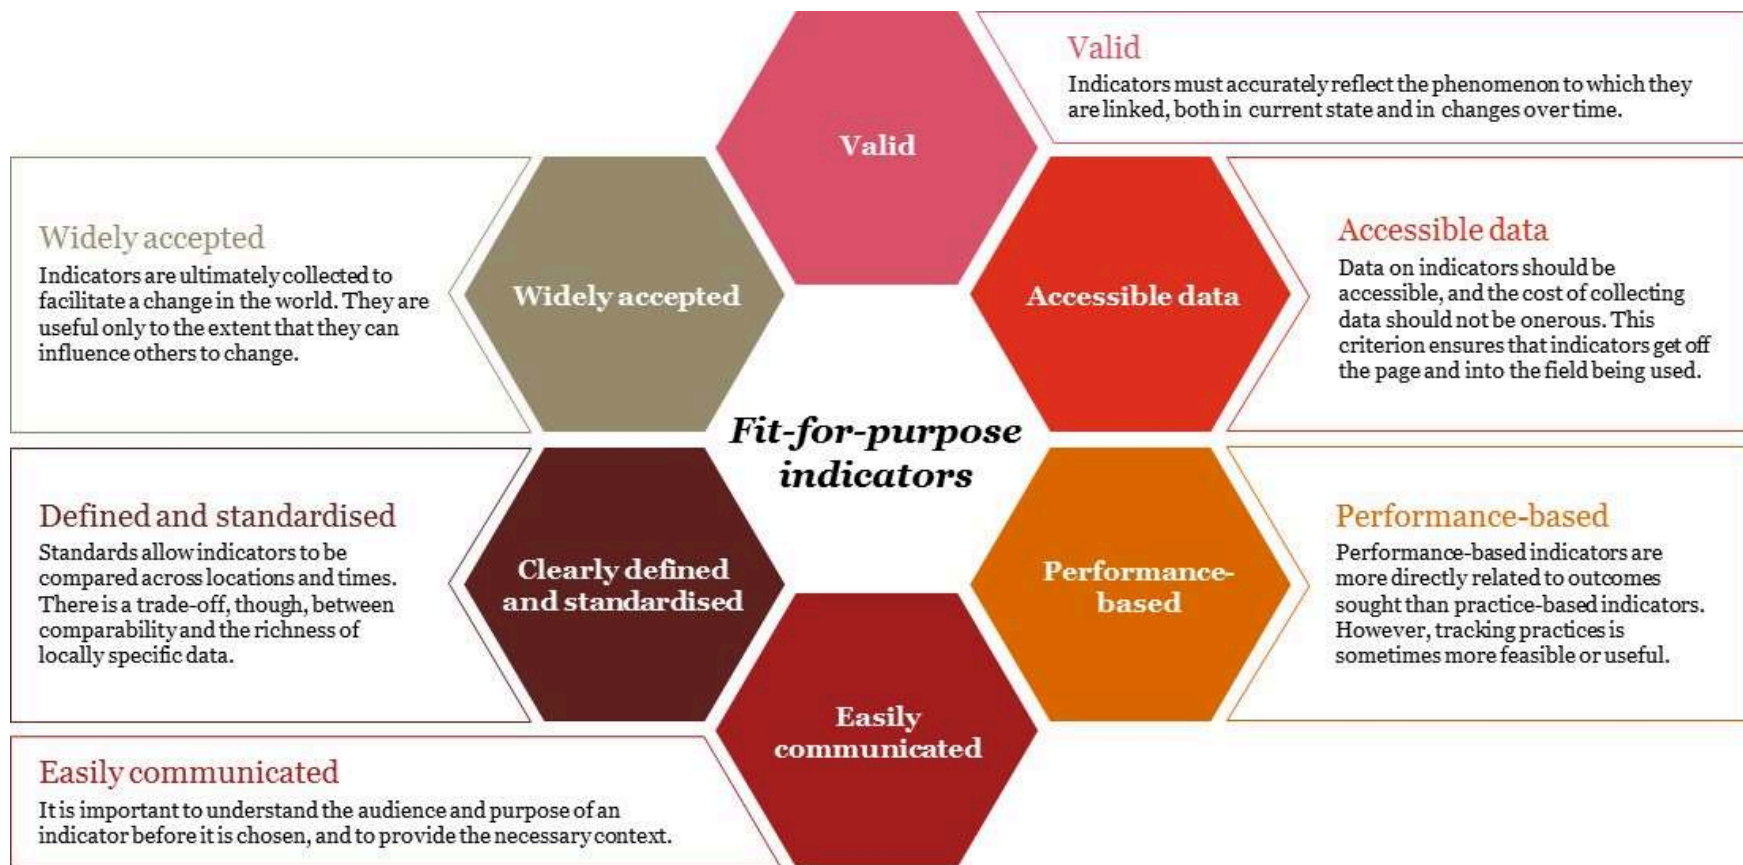 Valid
Indicators must accurately reflect the phenomenon to which they
are linked, both in current state and in changes over time.
Valid
Widely accepted
Indicators are ultimately collected to
facilitate a change in the world. They are
useful only to the extent that they can
influence others to change.
Widely accepted
Accessible data
Accessible data
Data on indicators should be
accessible, and the cost of collecting
data should not be onerous. This
criterion ensures that indicators get off
the page and into the field being used.
Fit-for-purpose
indicators
Defined and standardised
Standards allow indicators to be
compared across locations and times.
There is a trade-off, though, between
comparability and the richness of
locally specific data.
Clearly defined
and standardised
Performance-
based
Performance-based
Performance-based indicators are
more directly related to outcomes
sought than practice-based indicators.
However, tracking practices is
sometimes more feasible or useful.
Easily
communicated
Easily communicated
It is important to understand the audience and purpose of an
indicator before it is chosen, and to provide the necessary context.